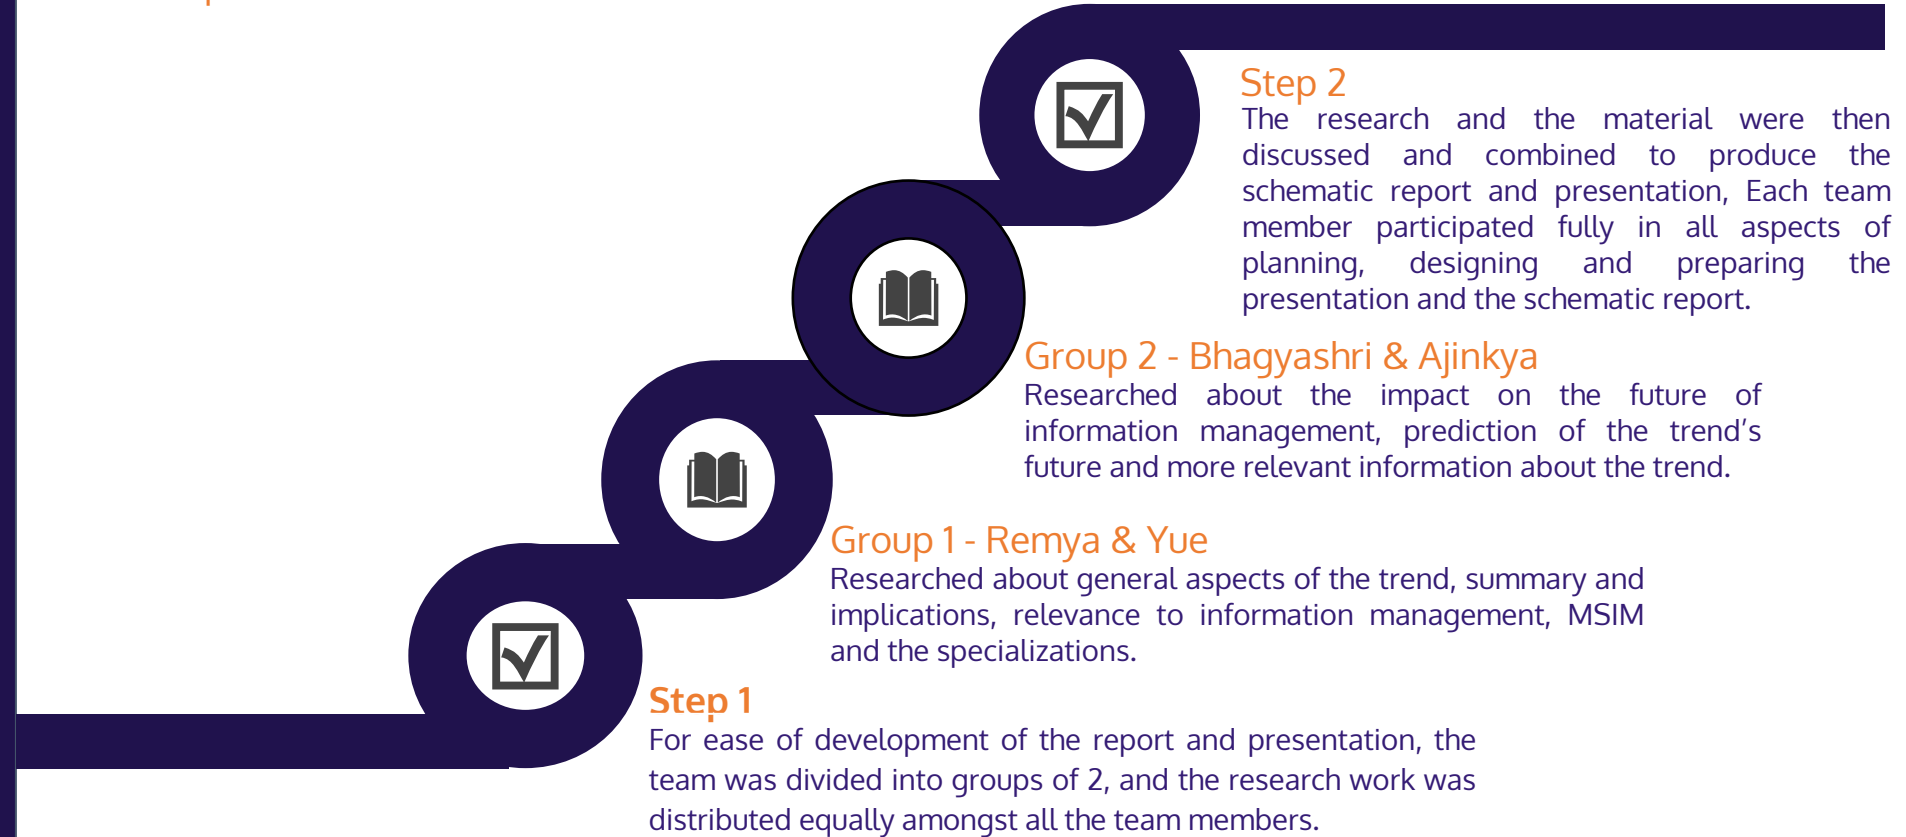 Step 2
The research and the material were then
discussed and combined to produce the
schematic report and presentation, Each team
member participated fully in all aspects of
planning, designing and preparing the
presentation and the schematic report.
Group 2 - Bhagyashri & Ajinkya
Researched about the impact on the future of
information management, prediction of the trend’s
future and more relevant information about the trend.
Group 1 - Remya & Yue
Researched about general aspects of the trend, summary and
implications, relevance to information management, MSIM
and the specializations.
Step 1
For ease of development of the report and presentation, the
team was divided into groups of 2, and the research work was
distributed equally amongst all the team members.